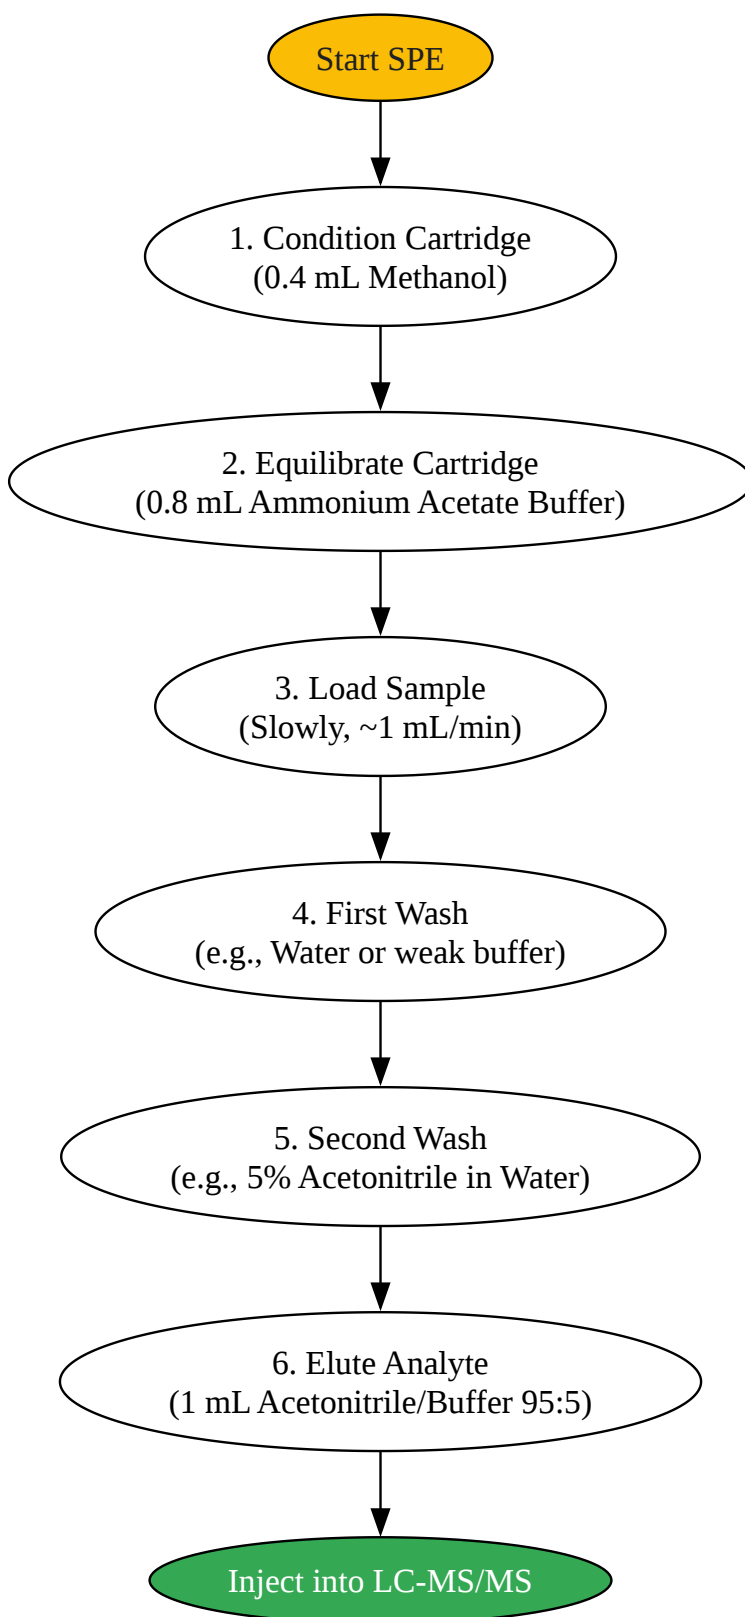 Start SPE
1. Condition Cartridge
(0.4 mL Methanol)
2. Equilibrate Cartridge
(0.8 mL Ammonium Acetate Buffer)
3. Load Sample
(Slowly, ~1 mL/min)
4. First Wash
(e.g., Water or weak buffer)
5. Second Wash
(e.g., 5% Acetonitrile in Water)
6. Elute Analyte
(1 mL Acetonitrile/Buffer 95:5)
Inject into LC-MS/MS